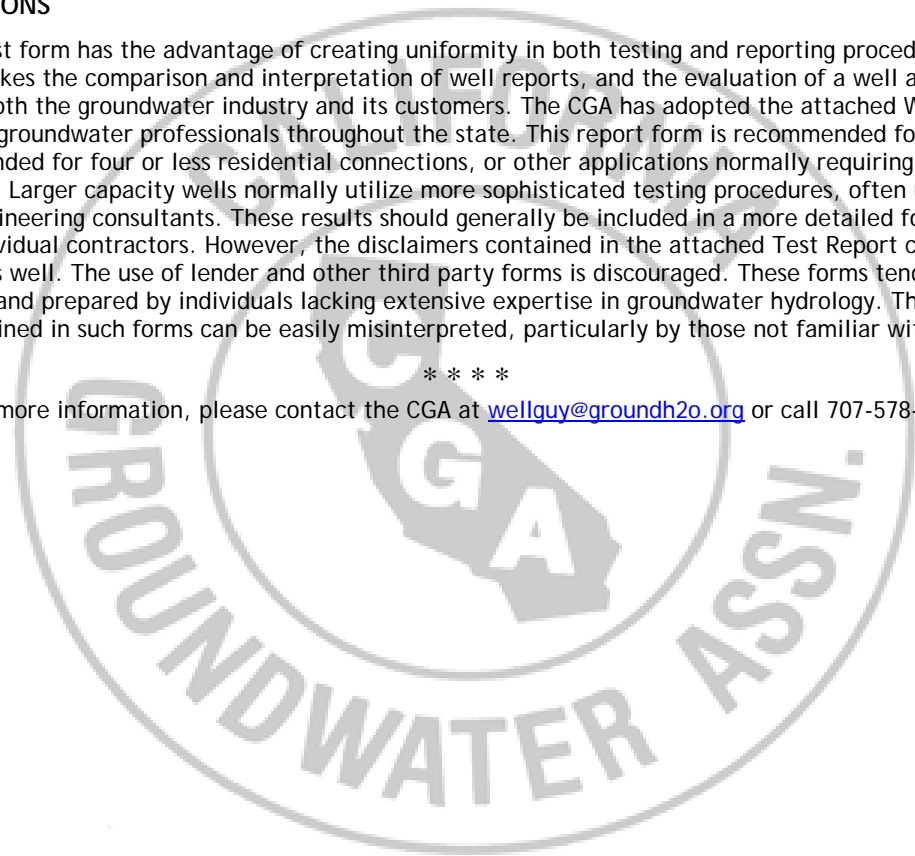 ONS
st form has the advantage of creating uniformity in both testing and reporting proced
kes the comparison and interpretation of well reports, and the evaluation of a well a
oth the groundwater industry and its customers. The CGA has adopted the attached W
groundwater professionals throughout the state. This report form is recommended fo
nded for four or less residential connections, or other applications normally requiring
. Larger capacity wells normally utilize more sophisticated testing procedures, often
gineering consultants. These results should generally be included in a more detailed fo
vidual contractors. However, the disclaimers contained in the attached Test Report c
s well. The use of lender and other third party forms is discouraged. These forms tend
and prepared by individuals lacking extensive expertise in groundwater hydrology. Th
ined in such forms can be easily misinterpreted, particularly by those not familiar wit
* * * *
more information, please contact the CGA at wellguy@groundh2o.org or call 707-578-
CALIFORNIA
CGA
GROUNDWATER ASSN.